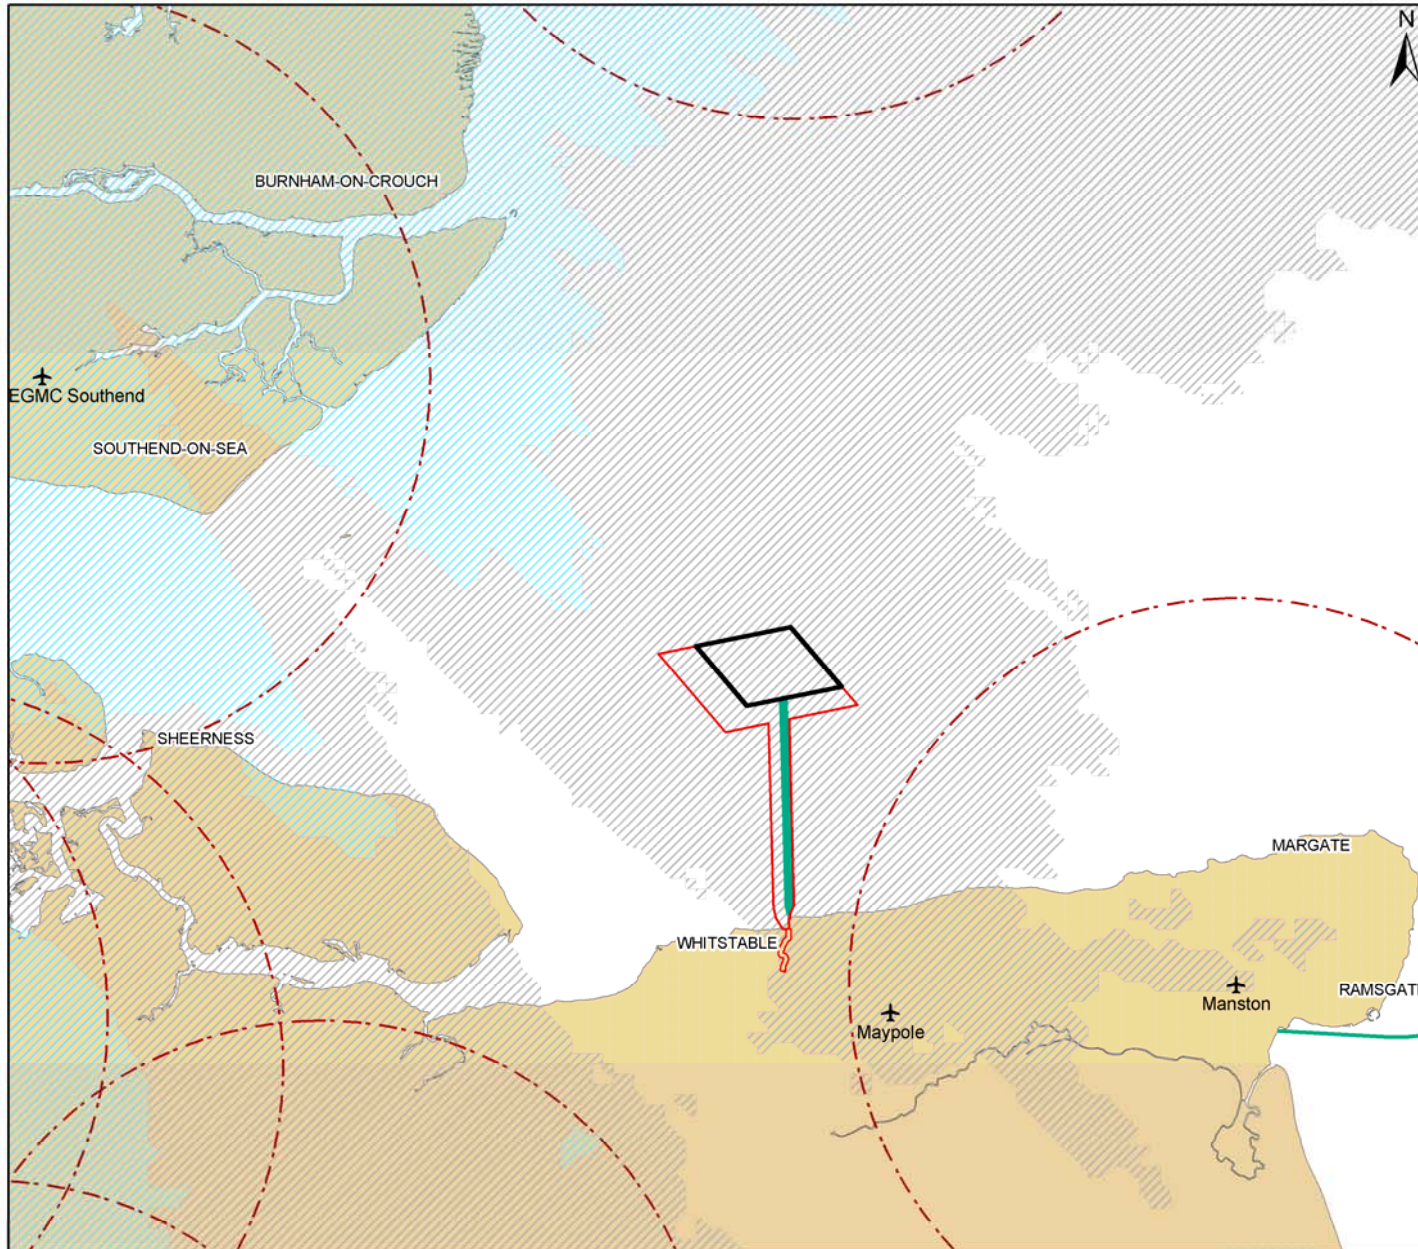 N
BURNHAM-ON-CROUCH
EGMC Southend
SOUTHEND-ON-SEA
SHEERNESS
MARGATE
WHITSTABLE
Manston
RAMSGAT
Maypole